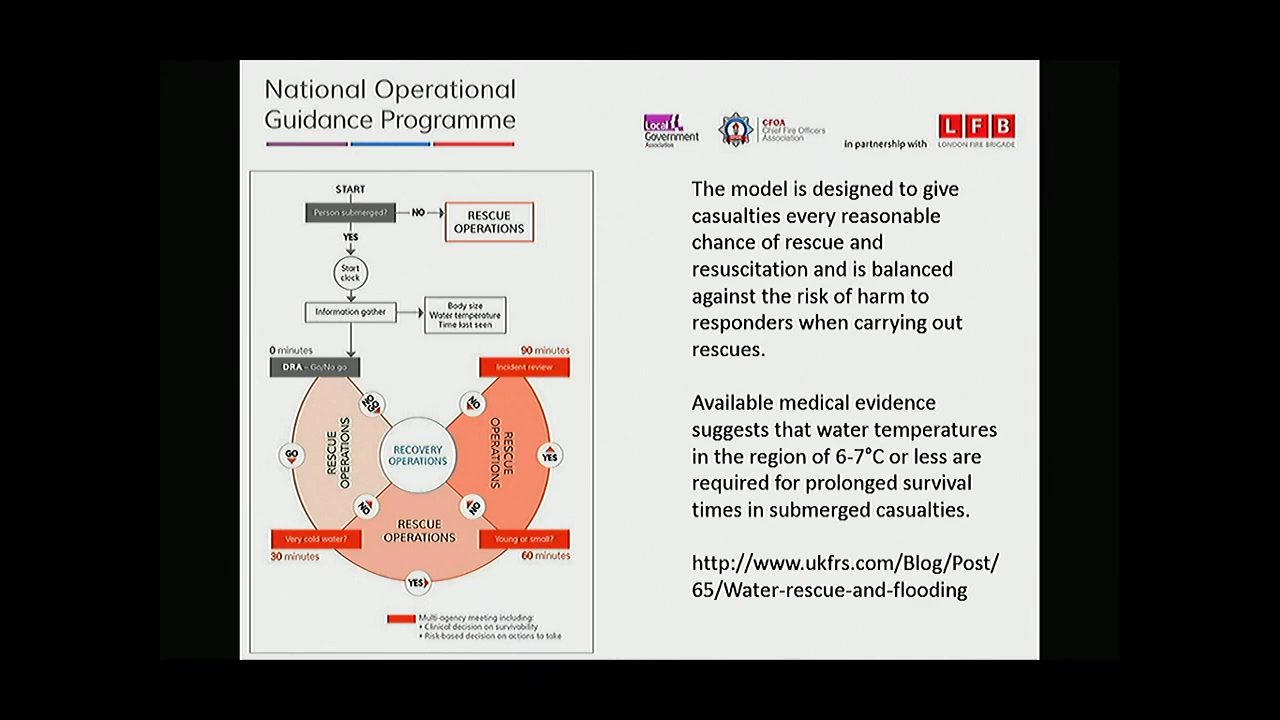 National Operational
Guidance Programme
Local
Government
Association
CFOA
Chief Fire Officers
Association
in partnership with
LFB
LONDON FIRE BRIGADE
START
Person submerged?
NO
RESCUE
OPERATIONS
YES
Start
clock
Information gather
Body size
Water temperature
Time last seen
0 minutes
DRA – Go/No go
90 minutes
Incident review
NO
GO
NO
RESCUE
OPERATIONS
RECOVERY
OPERATIONS
RESCUE
OPERATIONS
GO
YES
NO
NO
RESCUE
OPERATIONS
Very cold water?
30 minutes
Young or small?
60 minutes
YES
Multi-agency meeting including:
• Clinical decision on survivability
• Risk-based decision on actions to take
The model is designed to give
casualties every reasonable
chance of rescue and
resuscitation and is balanced
against the risk of harm to
responders when carrying out
rescues.
Available medical evidence
suggests that water temperatures
in the region of 6-7°C or less are
required for prolonged survival
times in submerged casualties.
http://www.ukfrs.com/Blog/Post/
65/Water-rescue-and-flooding